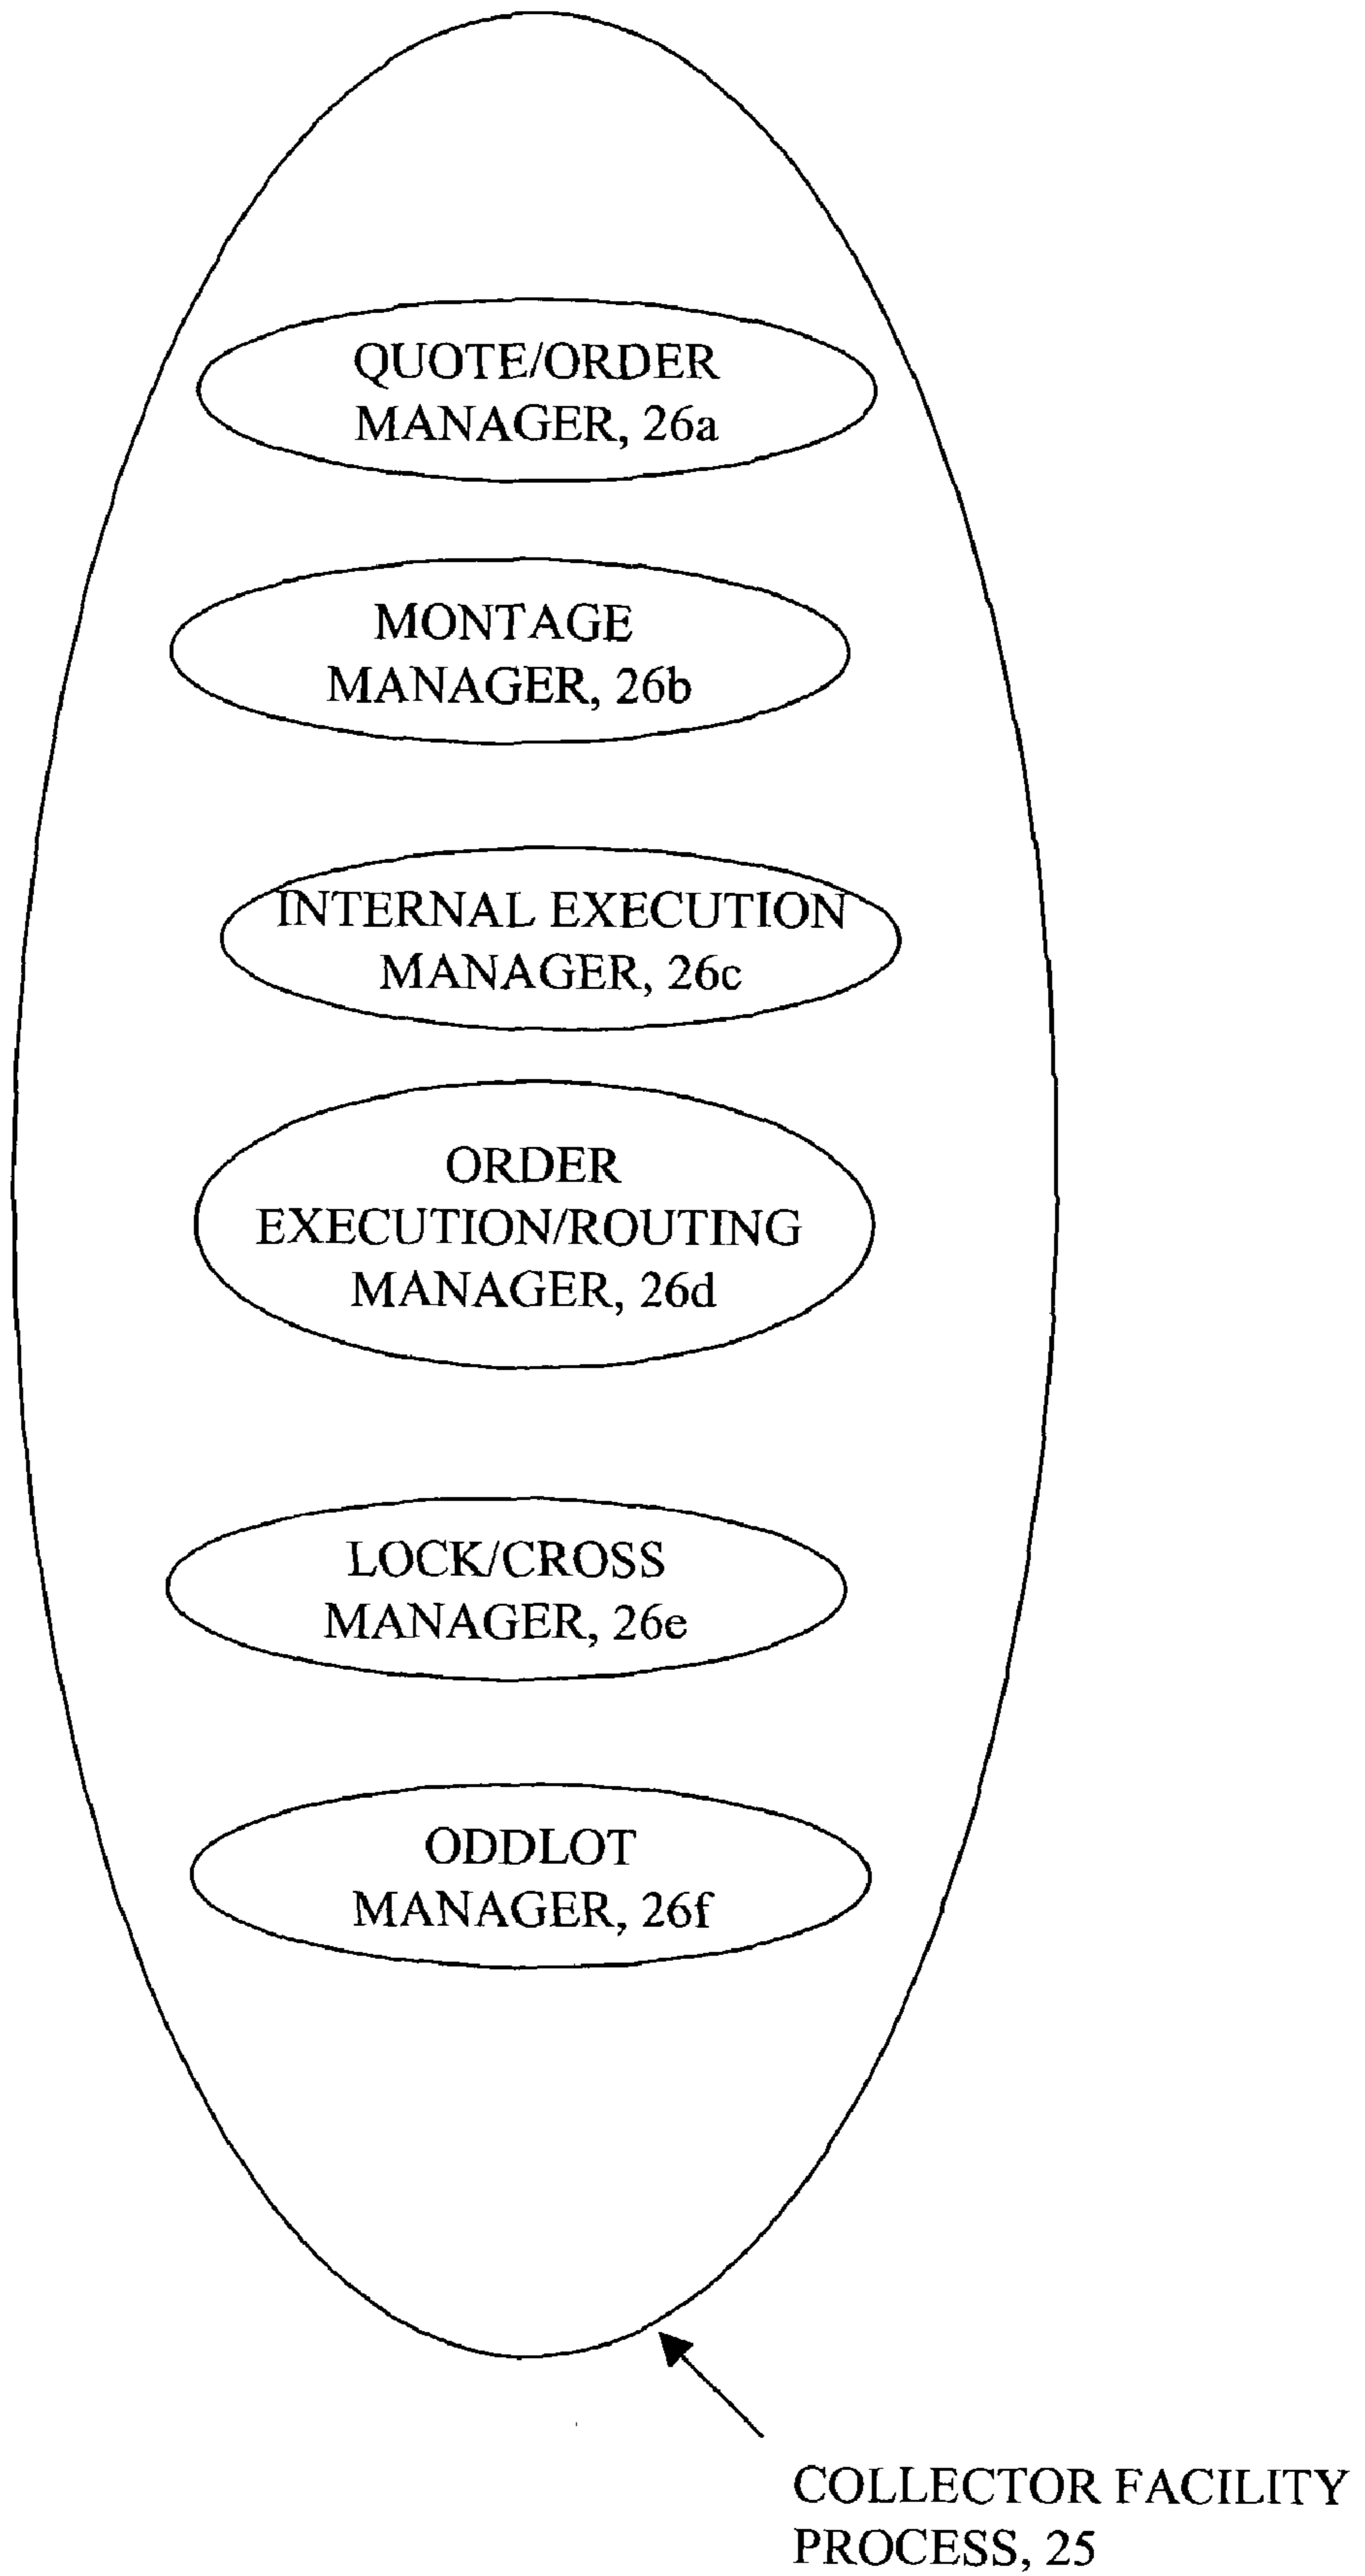 QUOTE/ORDER
MANAGER, 26a
MONTAGE
MANAGER, 26b
INTERNAL EXECUTION
MANAGER, 26c
ORDER
EXECUTION/ROUTING
MANAGER, 26d
LOCK/CROSS
MANAGER, 26e
ODDLOT
MANAGER, 26f
COLLECTOR FACILITY
PROCESS, 25